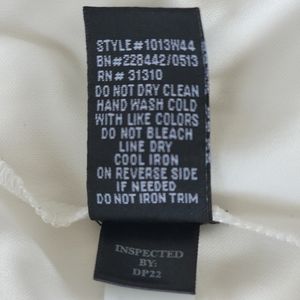 STYLE#1013W44
BN#228442/0513
RN# 31310
DO NOT DRY CLEAN
HAND WASH COLD
WITH LIKE COLORS
DO NOT BLEACH
LINE DRY
COOL IRON
ON REVERSE SIDE
IF NEEDED
DO NOT IRON TRIM
INSPECTED
BY:
DP22